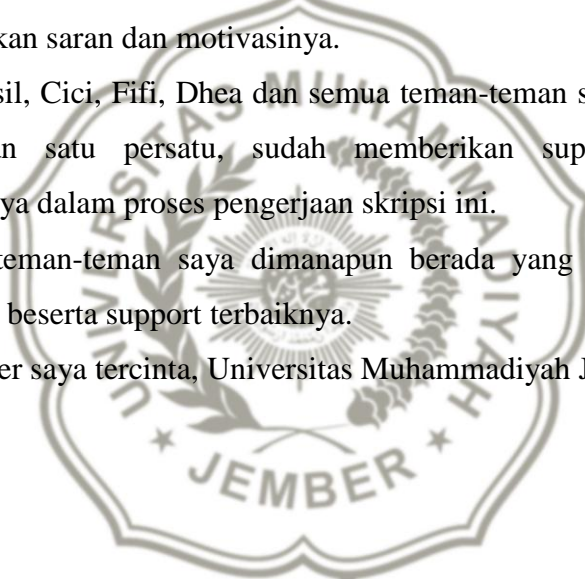 kan saran dan motivasinya.
sil, Cici, Fifi, Dhea dan semua teman-teman s
n satu persatu, sudah memberikan sup
ya dalam proses pengerjaan skripsi ini.
teman-teman saya dimanapun berada yang
beserta support terbaiknya.
er saya tercinta, Universitas Muhammadiyah J
UNIVERSITAS MUHAMMADIYAH
JEMBER